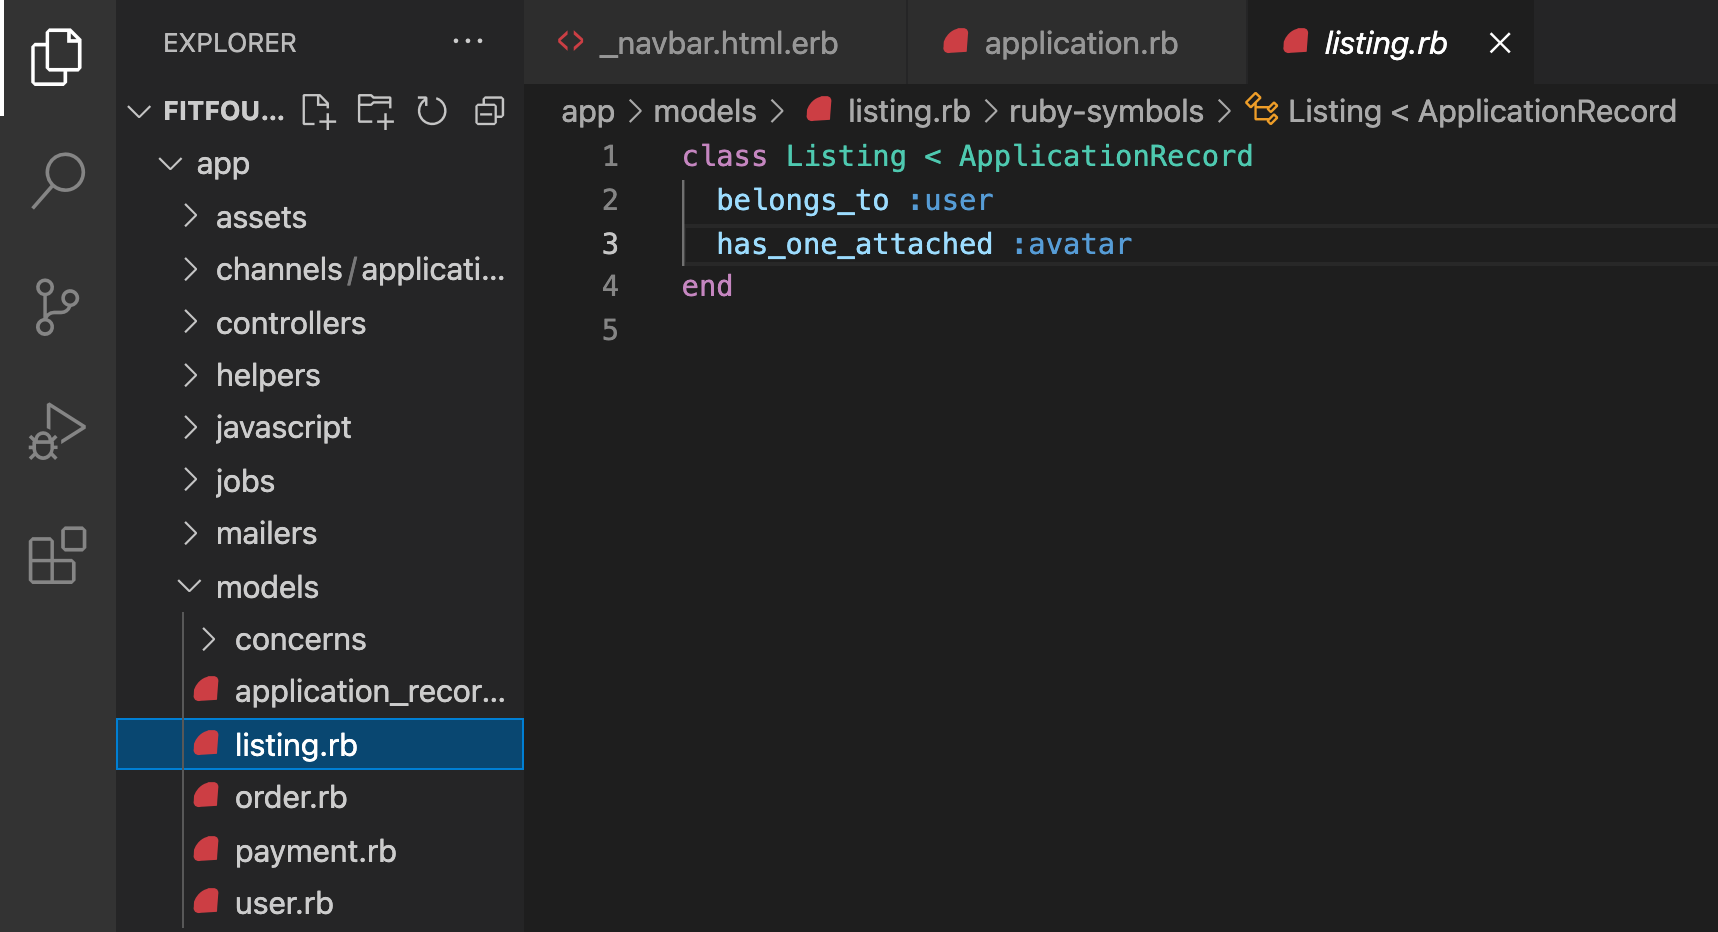 EXPLORER ...
FITFOU...
app
assets
channels/applicati...
controllers
helpers
javascript
jobs
mailers
models
concerns
application_recor...
listing.rb
order.rb
payment.rb
user.rb
_navbar.html.erb application.rb listing.rb
app > models > listing.rb > ruby-symbols > Listing < ApplicationRecord
1 class Listing < ApplicationRecord
2 belongs_to :user
3 has_one_attached :avatar
4 end
5